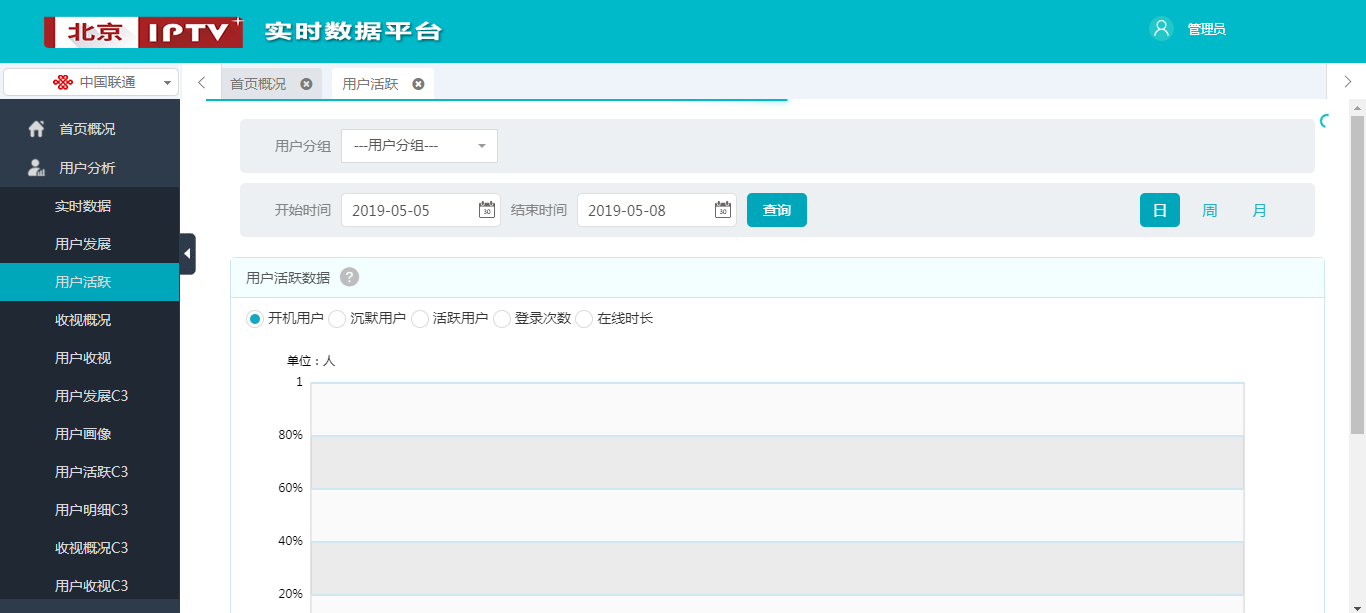 北京 IPTV 实时数据平台
管理员
中国联通
首页概况 用户活跃
首页概况
用户分析
实时数据
用户发展
用户活跃
收视概况
用户收视
用户发展C3
用户画像
用户活跃C3
用户明细C3
收视概况C3
用户收视C3
用户分组 ---用户分组---
开始时间 2019-05-05 30 结束时间 2019-05-08 30 查询 日 周 月
用户活跃数据 ?
开机用户 沉默用户 活跃用户 登录次数 在线时长
单位：人
1
80%
60%
40%
20%